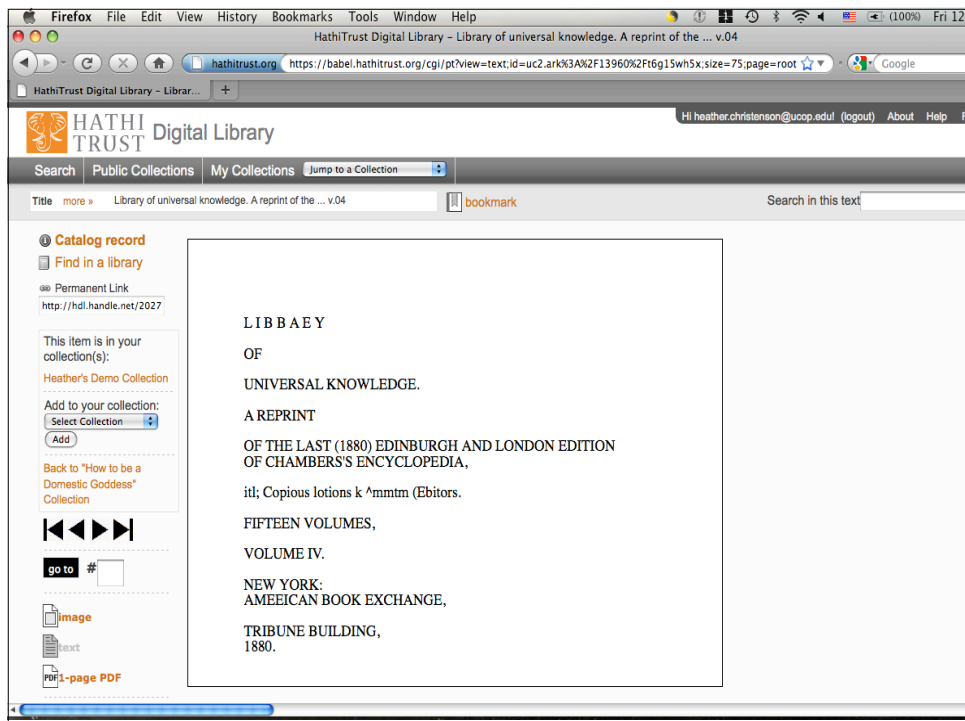 Firefox File Edit View History Bookmarks Tools Window Help (100%) Fri 12
HathiTrust Digital Library – Library of universal knowledge. A reprint of the ... v.04
hathitrust.org https://babel.hathitrust.org/cgi/pt?view=text;id=uc2.ark%3A%2F13960%2Ft6g15wh5x;size=75;page=root Google
HathiTrust Digital Library – Librar... +
Hi heather.christenson@ucop.edu! (logout) About Help F
HATHI
TRUST Digital Library
Search Public Collections My Collections Jump to a Collection
Title more » Library of universal knowledge. A reprint of the ... v.04 bookmark Search in this text
Catalog record
Find in a library
Permanent Link
http://hdl.handle.net/2027
This item is in your
collection(s):
Heather's Demo Collection
Add to your collection:
Select Collection
Add
Back to "How to be a
Domestic Goddess"
Collection
go to #
image
text
PDF 1-page PDF
L I B B A E Y
OF
UNIVERSAL KNOWLEDGE.
A REPRINT
OF THE LAST (1880) EDINBURGH AND LONDON EDITION
OF CHAMBERS'S ENCYCLOPEDIA,
itl; Copious lotions k ^mmtm (Ebitors.
FIFTEEN VOLUMES,
VOLUME IV.
NEW YORK:
AMEEICAN BOOK EXCHANGE,
TRIBUNE BUILDING,
1880.